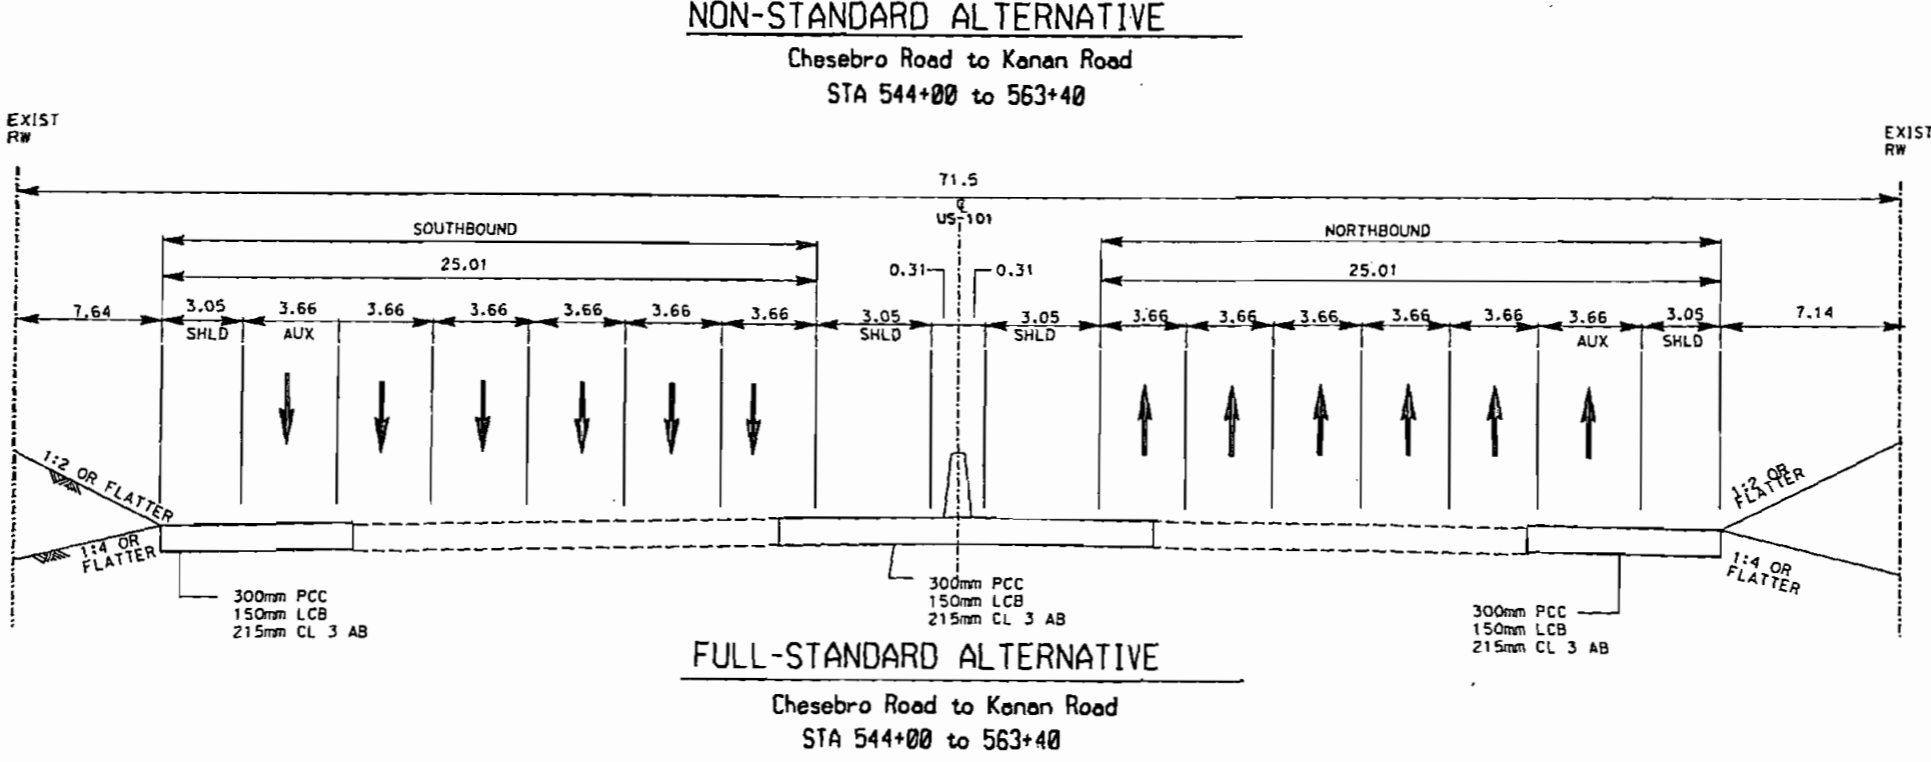 NON-STANDARD ALTERNATIVE
Chesebro Road to Kanan Road
STA 544+00 to 563+40
EXIST
RW
EXIST
RW
71.5
℄
US-101
SOUTHBOUND
NORTHBOUND
25.01
0.31
0.31
25.01
7.64
3.05
SHLD
3.66
AUX
3.66
3.66
3.66
3.66
3.66
3.05
SHLD
3.05
SHLD
3.66
3.66
3.66
3.66
3.66
3.66
AUX
3.05
SHLD
7.14
1:2 OR FLATTER
1:4 OR
FLATTER
1:2 OR
FLATTER
1:4 OR
FLATTER
300mm PCC
150mm LCB
215mm CL 3 AB
300mm PCC
150mm LCB
215mm CL 3 AB
300mm PCC
150mm LCB
215mm CL 3 AB
FULL-STANDARD ALTERNATIVE
Chesebro Road to Kanan Road
STA 544+00 to 563+40